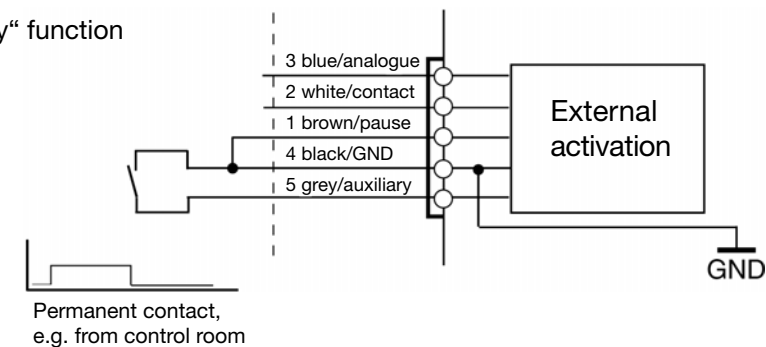 y“ function
3 blue/analogue
2 white/contact
1 brown/pause
4 black/GND
5 grey/auxiliary
External
activation
GND
Permanent contact,
e.g. from control room